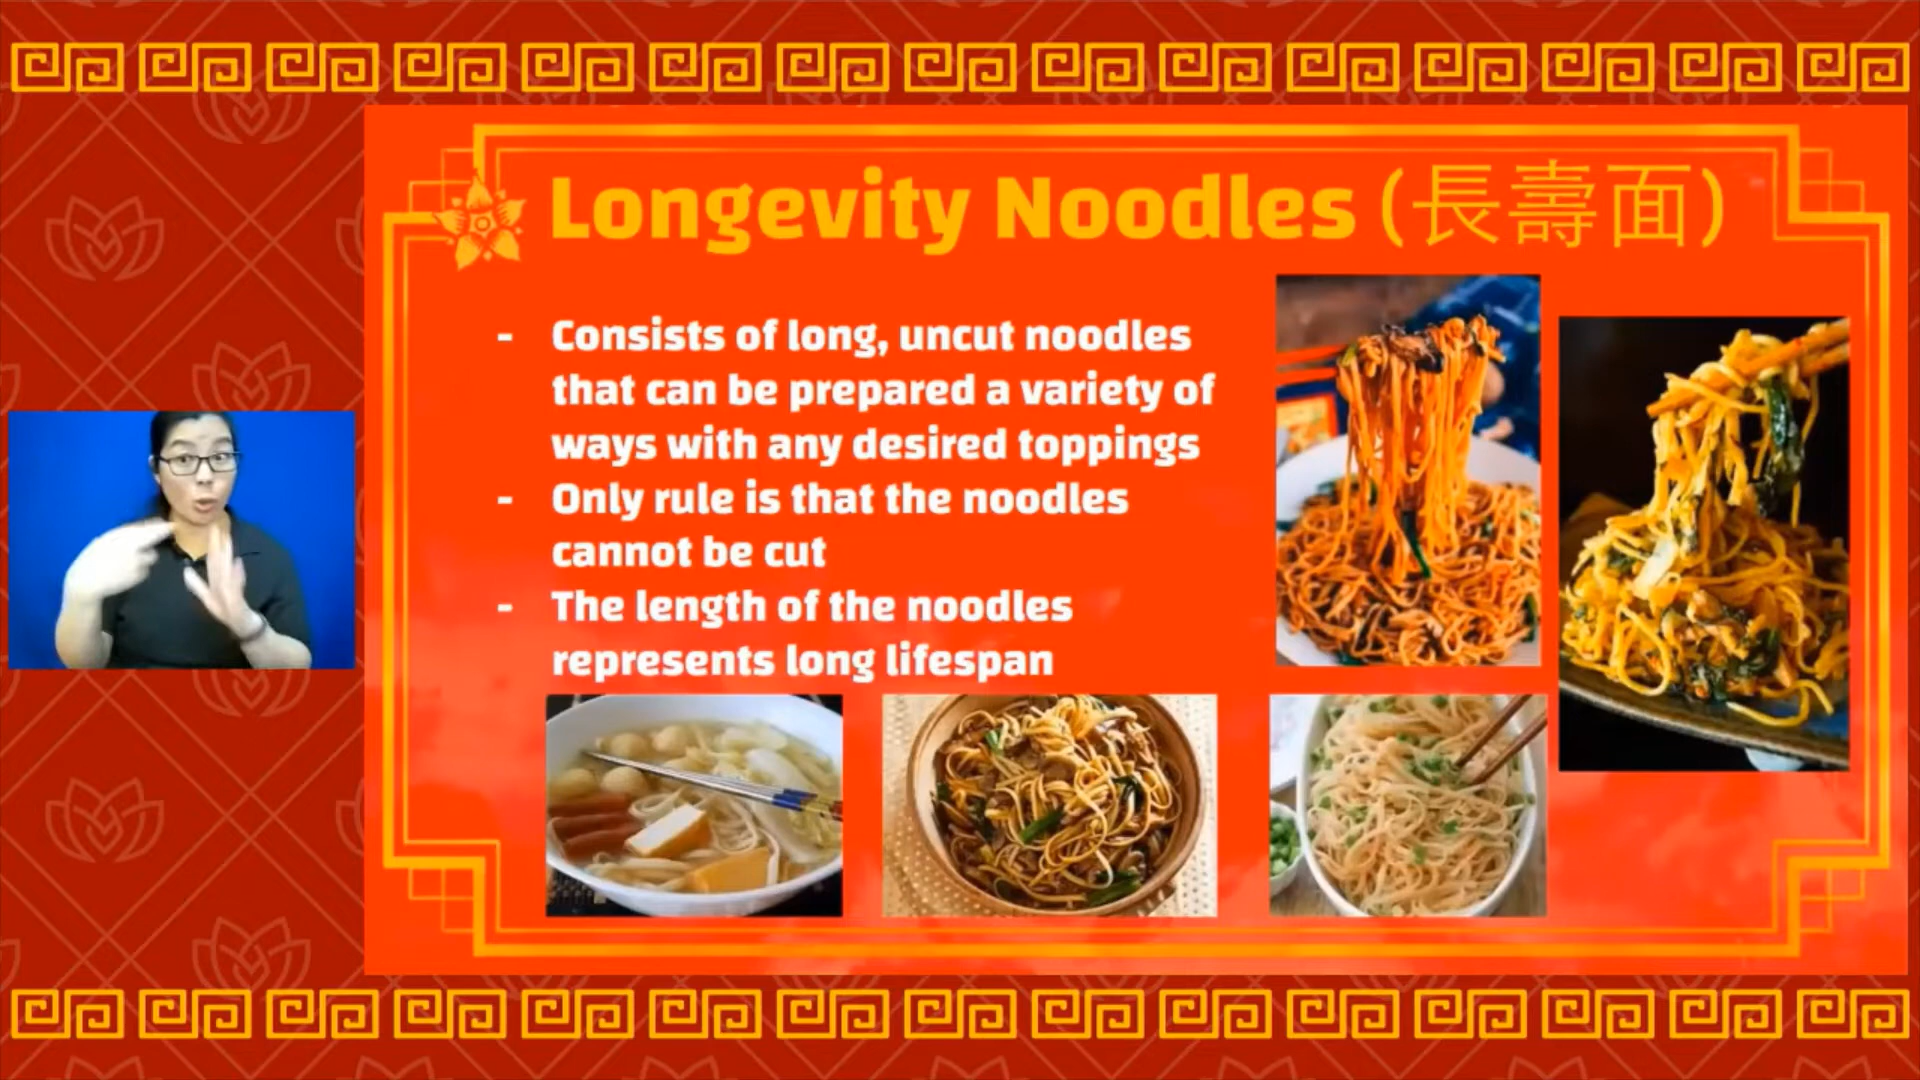 Longevity Noodles (長壽面)
- Consists of long, uncut noodles
that can be prepared a variety of
ways with any desired toppings
- Only rule is that the noodles
cannot be cut
- The length of the noodles
represents long lifespan